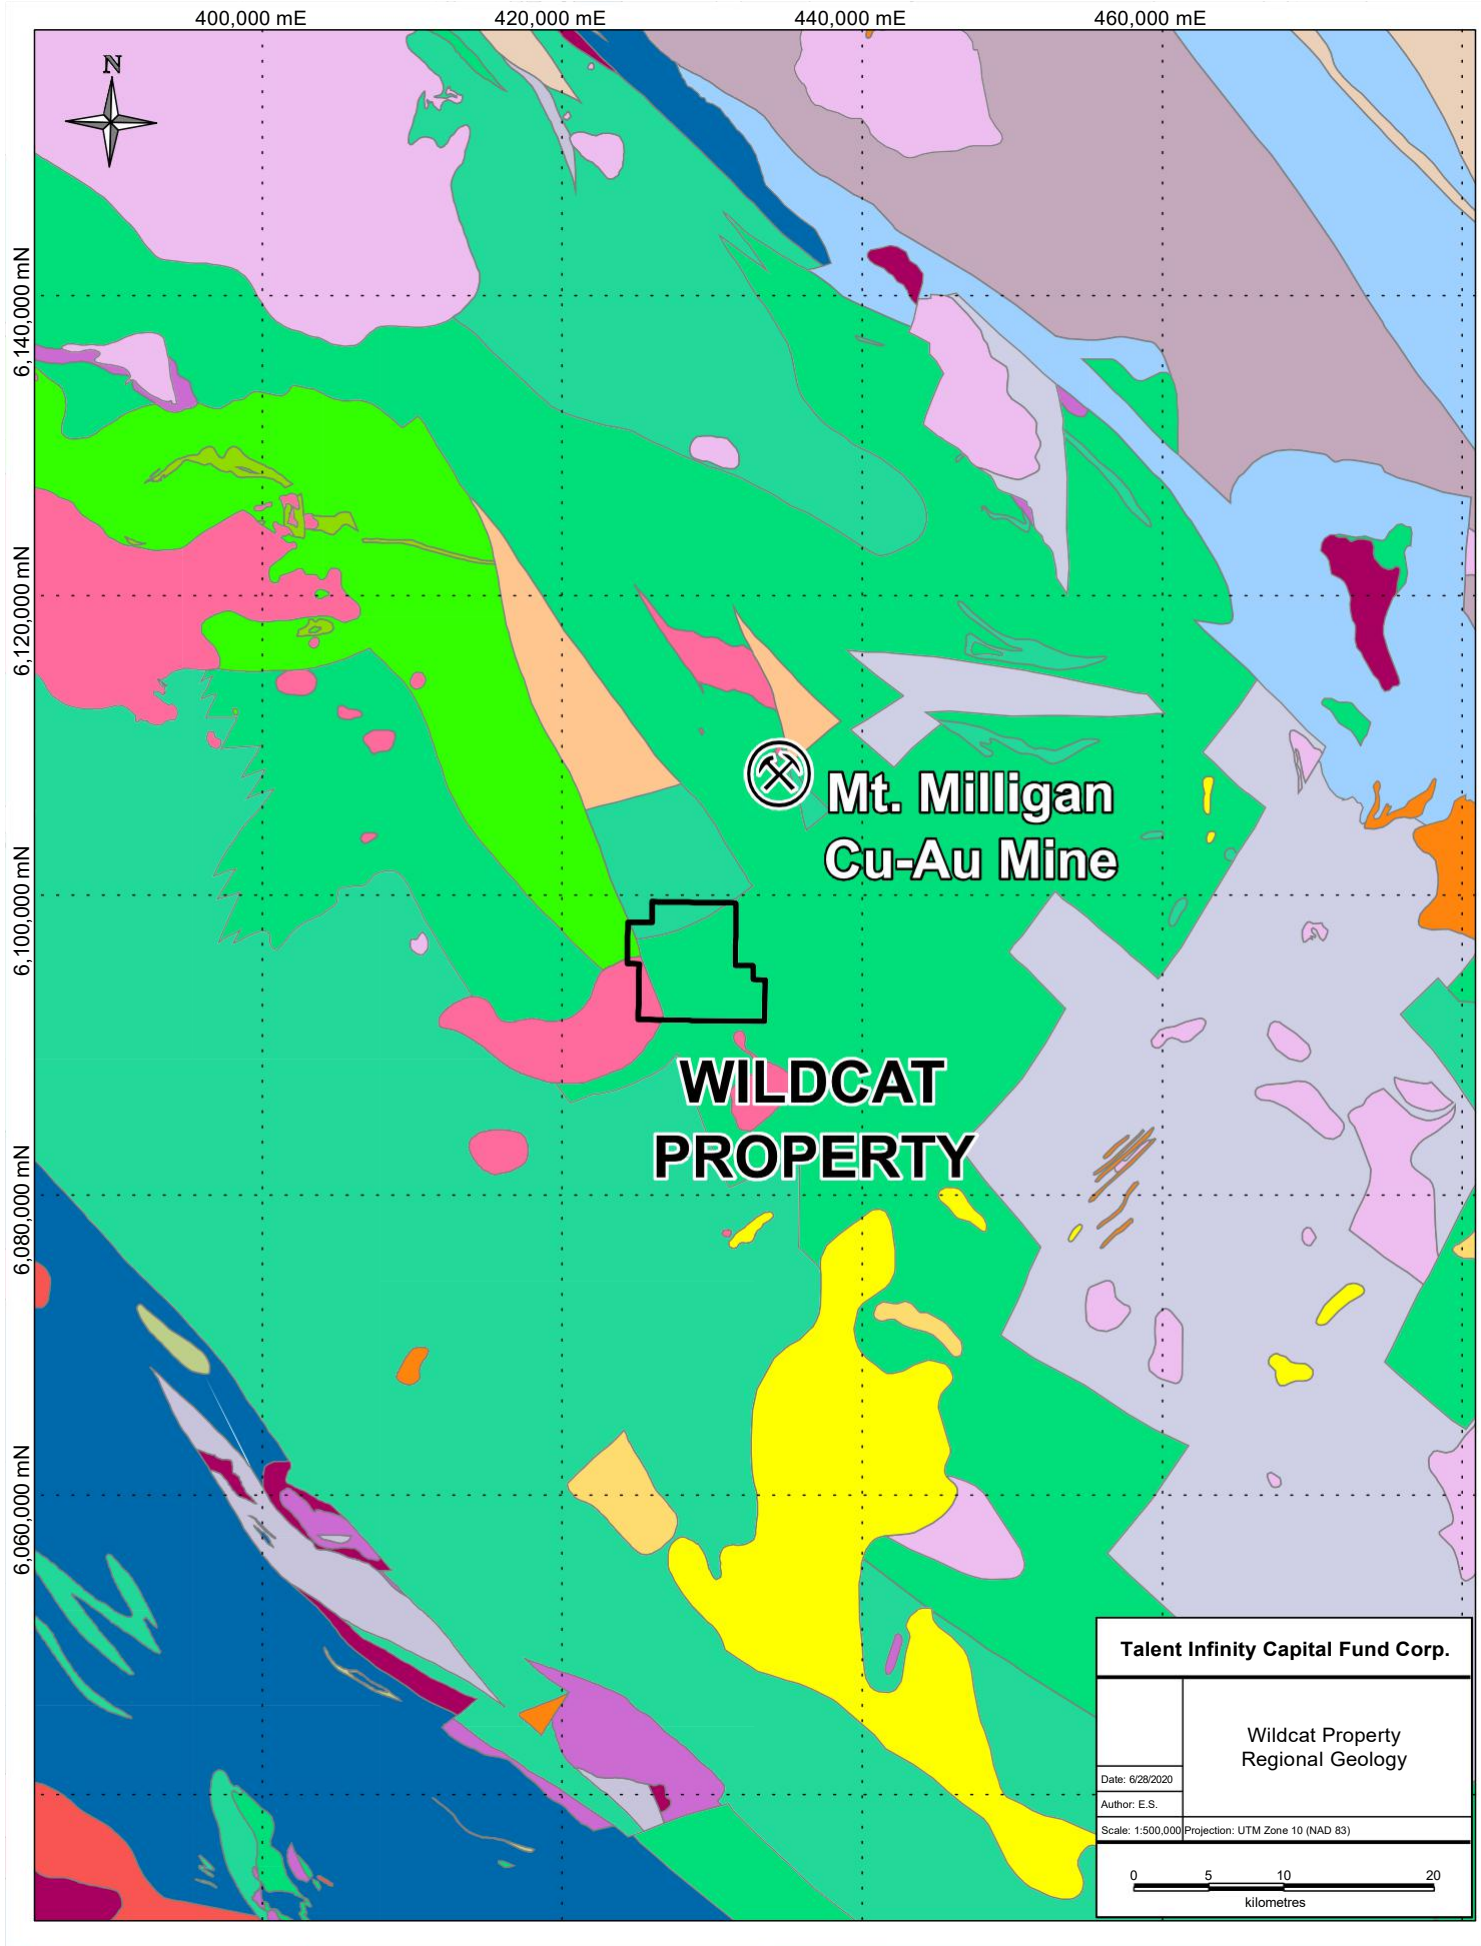 400,000 mE 420,000 mE 440,000 mE 460,000 mE
N
6,140,000 mN
6,120,000 mN
6,100,000 mN
6,080,000 mN
6,060,000 mN
Mt. Milligan
Cu-Au Mine
WILDCAT
PROPERTY
Talent Infinity Capital Fund Corp.
Wildcat Property
Regional Geology
Date: 6/28/2020
Author: E.S.
Scale: 1:500,000 Projection: UTM Zone 10 (NAD 83)
0 5 10 20
kilometres